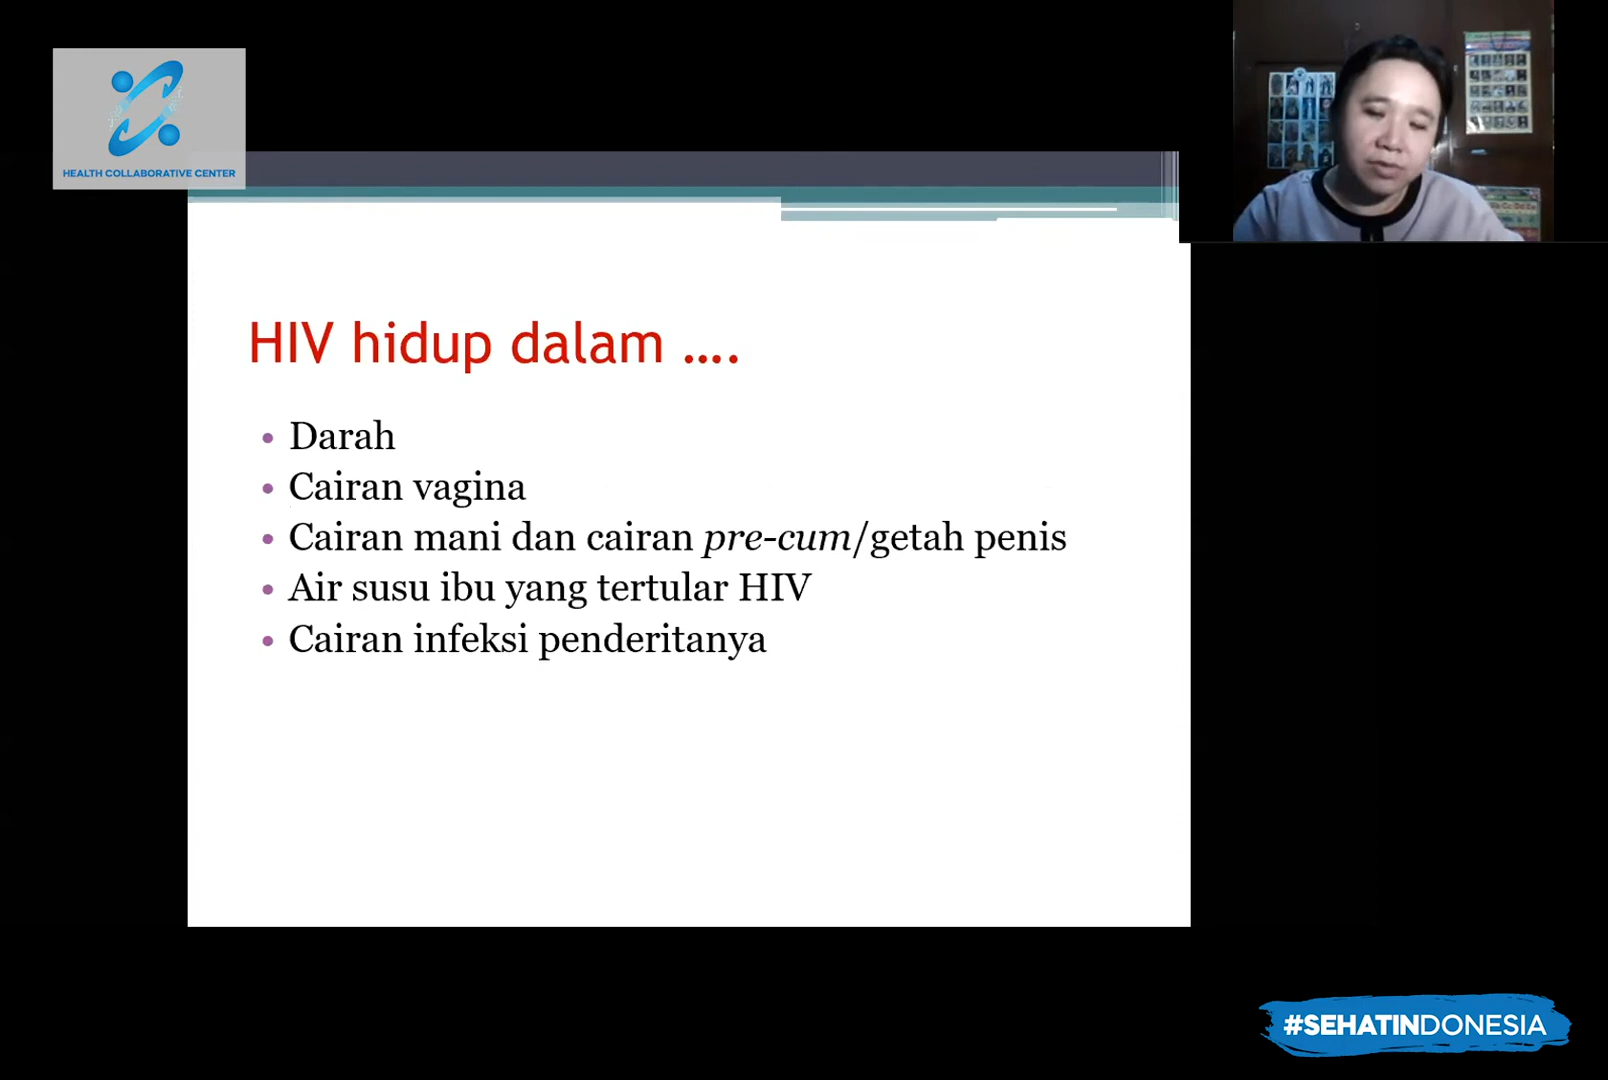 HEALTH COLLABORATIVE CENTER
HIV hidup dalam ....
• Darah
• Cairan vagina
• Cairan mani dan cairan pre-cum/getah penis
• Air susu ibu yang tertular HIV
• Cairan infeksi penderitanya
#SEHATINDONESIA